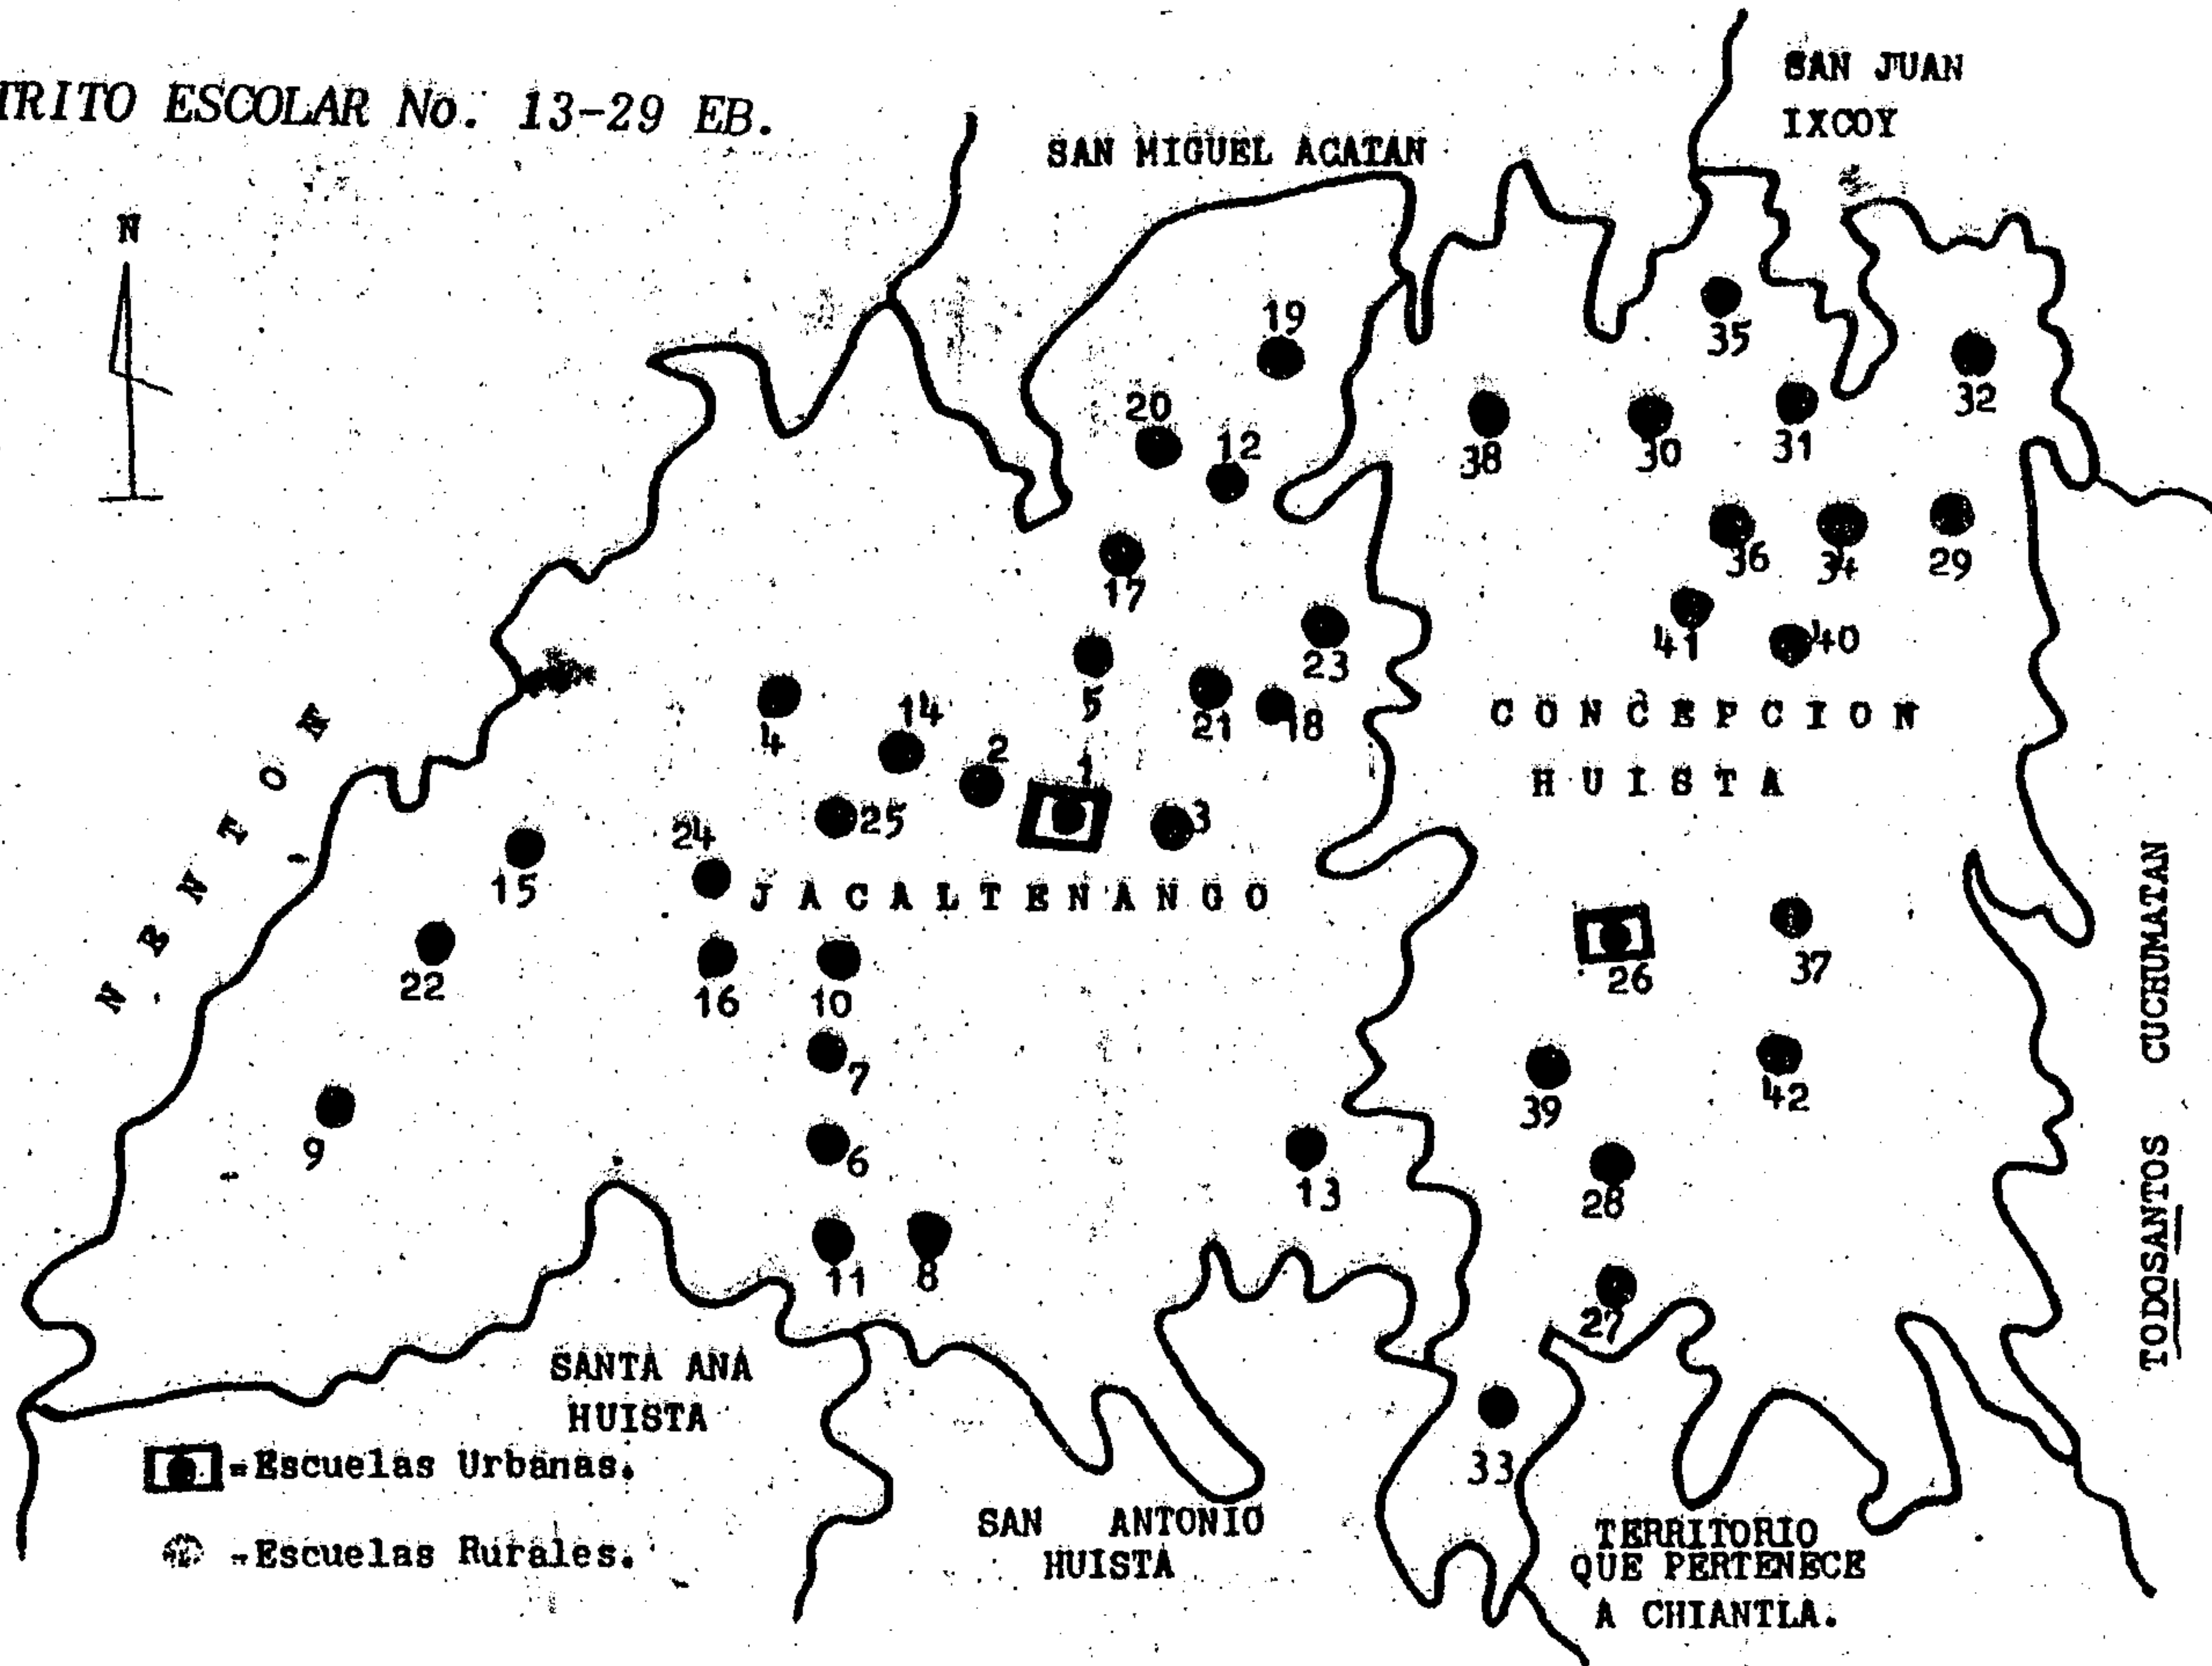 TRITO ESCOLAR No. 13-29 EB.
SAN JUAN
IXCOY
SAN MIGUEL ACATAN
N
19
35
32
20
12
38
30
31
17
36
34
29
41
40
23
5
21
18
4
14
2
1
CONCEPCION
HUISTA
NENTON
24
25
3
15
JACALTENANGO
22
16
10
26
37
CUCHUMATAN
7
39
42
9
6
13
28
TODOSANTOS
11
8
27
SANTA ANA
HUISTA
33
=Escuelas Urbanas.
SAN ANTONIO
HUISTA
TERRITORIO
QUE PERTENECE
A CHIANTLA.
-Escuelas Rurales.